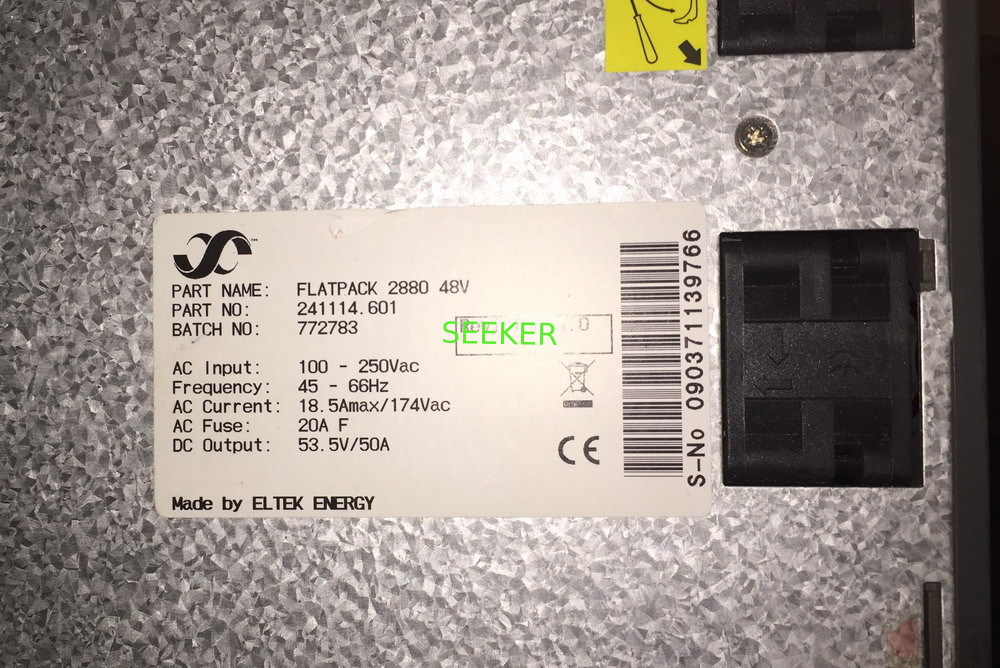 PART NAME: FLATPACK 2880 48V
PART NO: 241114.601
BATCH NO: 772783
SEEKER
.0
AC Input: 100 - 250Vac
Frequency: 45 - 66Hz
AC Current: 18.5Amax/174Vac
AC Fuse: 20A F
DC Output: 53.5V/50A
CE
Made by ELTEK ENERGY
S-No 090371139766